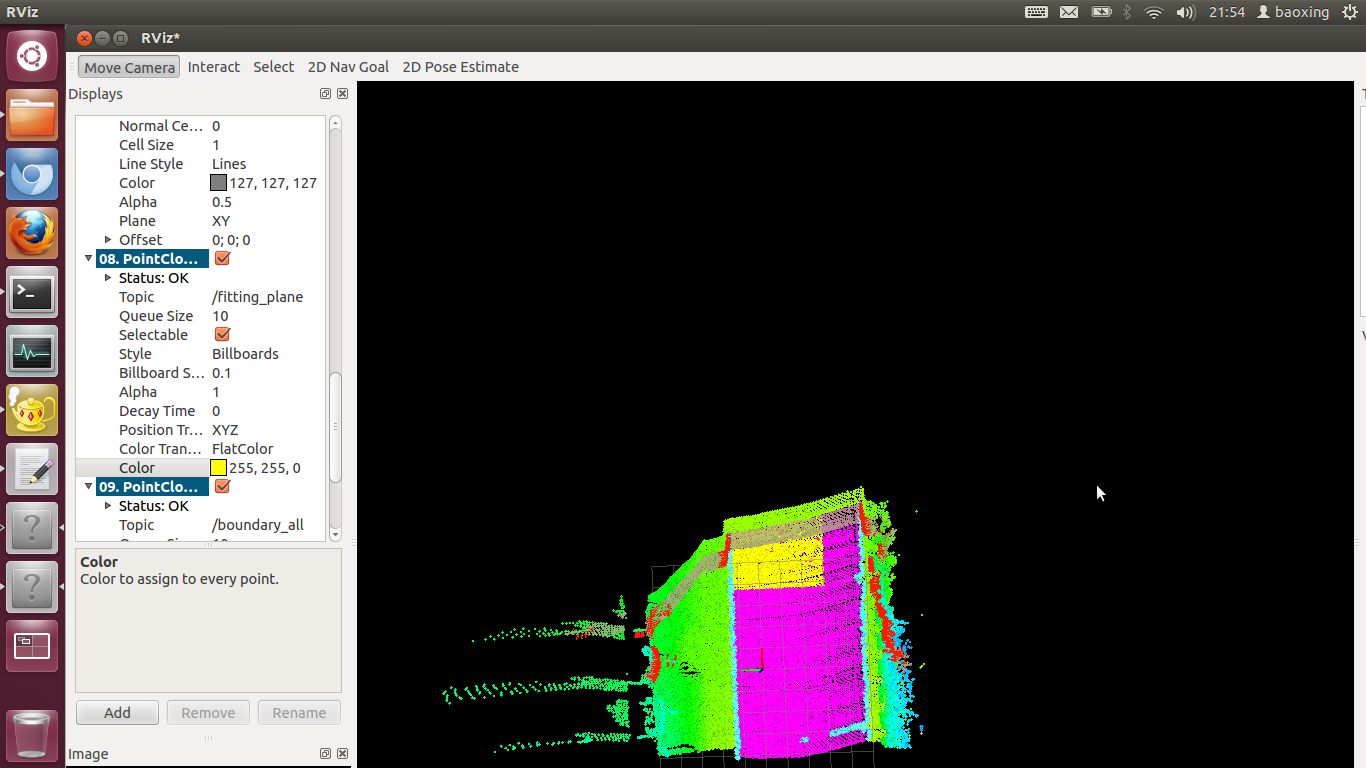 RViz
21:54 baoxing
RViz*
Move Camera Interact Select 2D Nav Goal 2D Pose Estimate
Displays
Normal Ce... 0
Cell Size 1
Line Style Lines
Color 127, 127, 127
Alpha 0.5
Plane XY
Offset 0; 0; 0
08. PointClo...
Status: OK
Topic /fitting_plane
Queue Size 10
Selectable
Style Billboards
Billboard S... 0.1
Alpha 1
Decay Time 0
Position Tr... XYZ
Color Tran... FlatColor
Color 255, 255, 0
09. PointClo...
Status: OK
Topic /boundary_all
Color
Color to assign to every point.
Add Remove Rename
Image